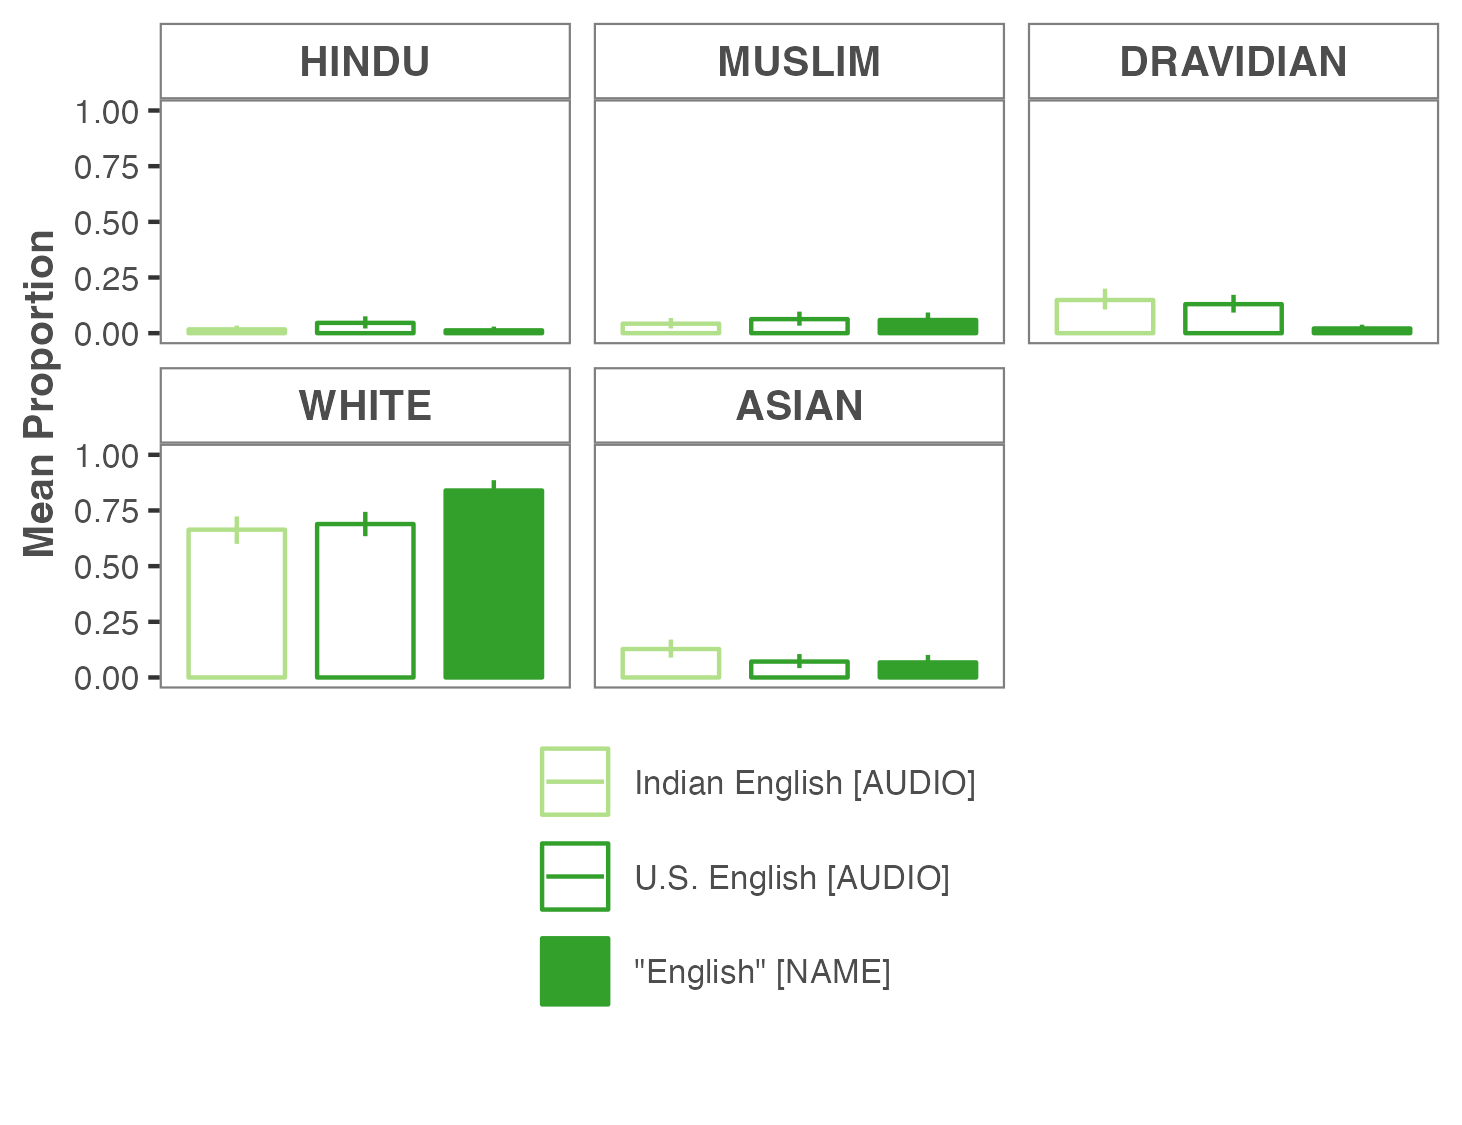 HINDU MUSLIM DRAVIDIAN
1.00
0.75
0.50
0.25
0.00
WHITE ASIAN
1.00
0.75
0.50
0.25
0.00
Mean Proportion
Indian English [AUDIO]
U.S. English [AUDIO]
"English" [NAME]